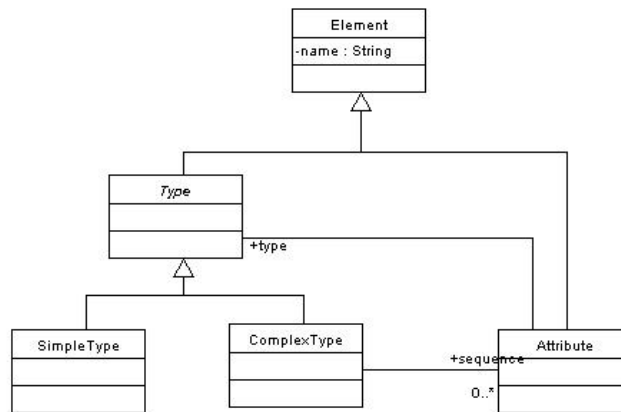 Element
-name : String
Type
+type
SimpleType
ComplexType
+sequence
0..*
Attribute